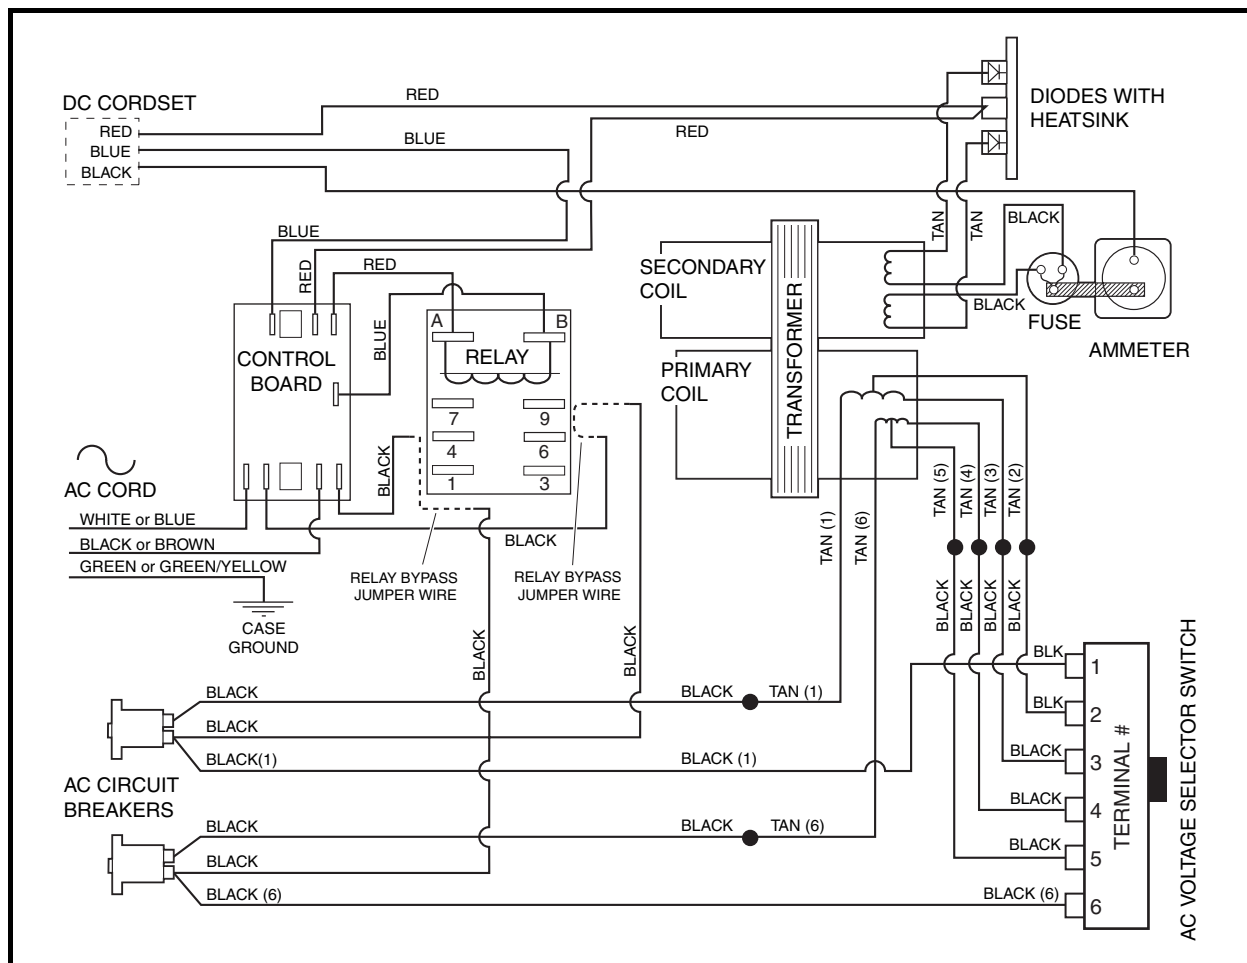 DC CORDSET
RED
BLUE
BLACK
RED
BLUE
RED
DIODES WITH
HEATSINK
TAN
TAN
BLACK
BLACK
FUSE
AMMETER
BLUE
RED
RED
BLUE
CONTROL
BOARD
A
B
RELAY
7
9
4
6
1
3
SECONDARY
COIL
PRIMARY
COIL
TRANSFORMER
AC CORD
WHITE or BLUE
BLACK or BROWN
GREEN or GREEN/YELLOW
CASE
GROUND
BLACK
BLACK
RELAY BYPASS
JUMPER WIRE
RELAY BYPASS
JUMPER WIRE
BLACK
BLACK
TAN (1)
TAN (6)
TAN (5)
TAN (4)
TAN (3)
TAN (2)
BLACK
BLACK
BLACK
BLACK
BLACK
BLACK
TAN (1)
BLACK
BLACK(1)
BLACK (1)
AC CIRCUIT
BREAKERS
BLACK
BLACK
TAN (6)
BLACK
BLACK (6)
BLACK (6)
BLK
1
BLK
2
BLACK
3
BLACK
4
BLACK
5
6
TERMINAL #
AC VOLTAGE SELECTOR SWITCH